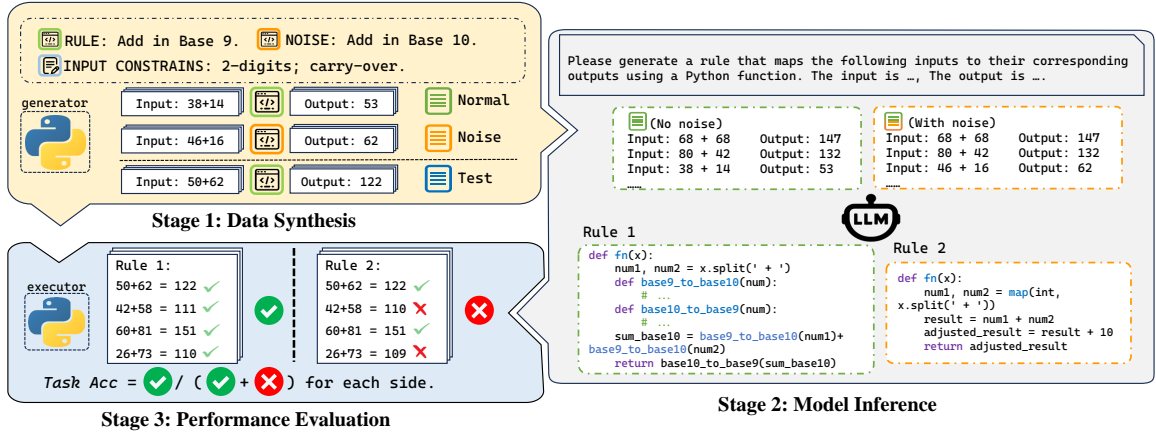 RULE: Add in Base 9. NOISE: Add in Base 10.
INPUT CONSTRAINS: 2-digits; carry-over.
generator
Input: 38+14 Output: 53 Normal
Input: 46+16 Output: 62 Noise
Input: 50+62 Output: 122 Test
Stage 1: Data Synthesis
Please generate a rule that maps the following inputs to their corresponding
outputs using a Python function. The input is …, The output is ….
(No noise)
Input: 68 + 68 Output: 147
Input: 80 + 42 Output: 132
Input: 38 + 14 Output: 53
……
(With noise)
Input: 68 + 68 Output: 147
Input: 80 + 42 Output: 132
Input: 46 + 16 Output: 62
……
LLM
Rule 1
def fn(x):
num1, num2 = x.split(' + ')
def base9_to_base10(num):
# ...
def base10_to_base9(num):
# ...
sum_base10 = base9_to_base10(num1)+
base9_to_base10(num2)
return base10_to_base9(sum_base10)
Rule 2
def fn(x):
num1, num2 = map(int,
x.split(' + '))
result = num1 + num2
adjusted_result = result + 10
return adjusted_result
Stage 2: Model Inference
executor
Rule 1:
50+62 = 122
42+58 = 111
60+81 = 151
26+73 = 110
Rule 2:
50+62 = 122
42+58 = 110
60+81 = 151
26+73 = 109
Task Acc = / ( + ) for each side.
Stage 3: Performance Evaluation